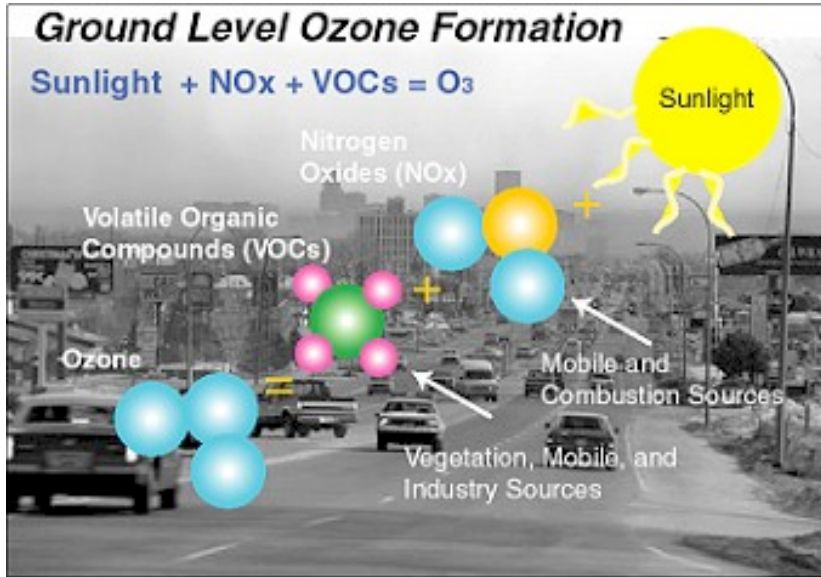 Ground Level Ozone Formation
Sunlight + NOx + VOCs = O₃
Sunlight
Nitrogen
Oxides (NOx)
+
Volatile Organic
Compounds (VOCs)
+
Ozone
=
Mobile and
Combustion Sources
Vegetation, Mobile, and
Industry Sources